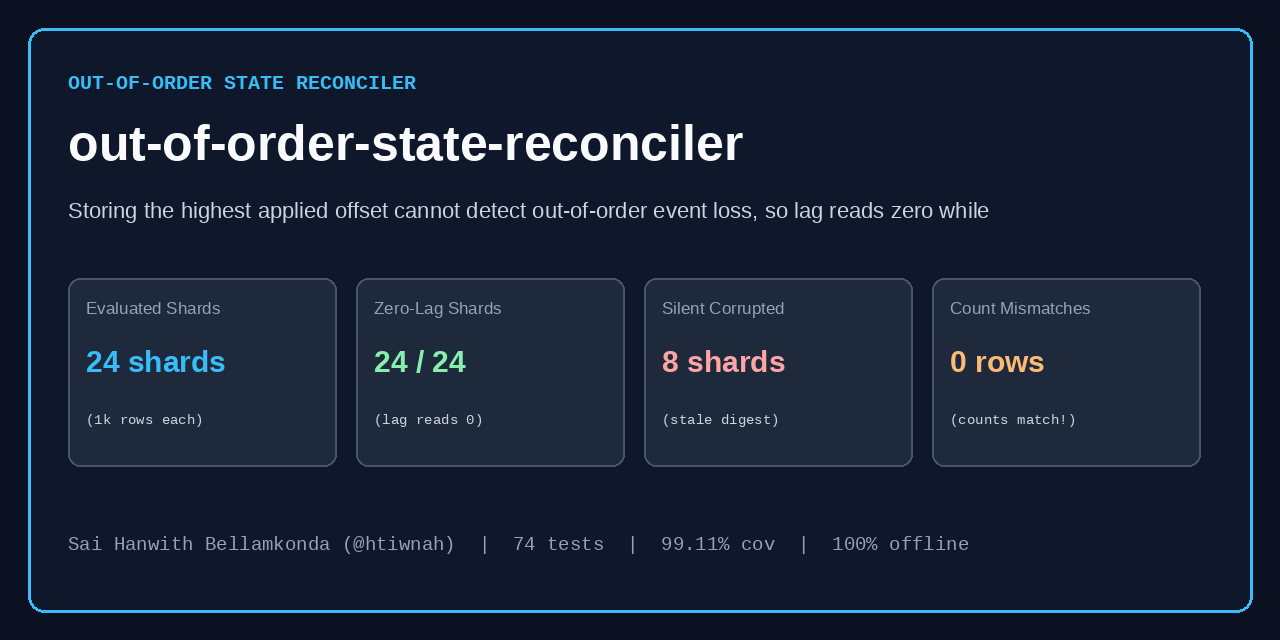 OUT-OF-ORDER STATE RECONCILER
out-of-order-state-reconciler
Storing the highest applied offset cannot detect out-of-order event loss, so lag reads zero while
Evaluated Shards
24 shards
(1k rows each)
Zero-Lag Shards
24 / 24
(lag reads 0)
Silent Corrupted
8 shards
(stale digest)
Count Mismatches
0 rows
(counts match!)
Sai Hanwith Bellamkonda (@htiwnah) | 74 tests | 99.11% cov | 100% offline